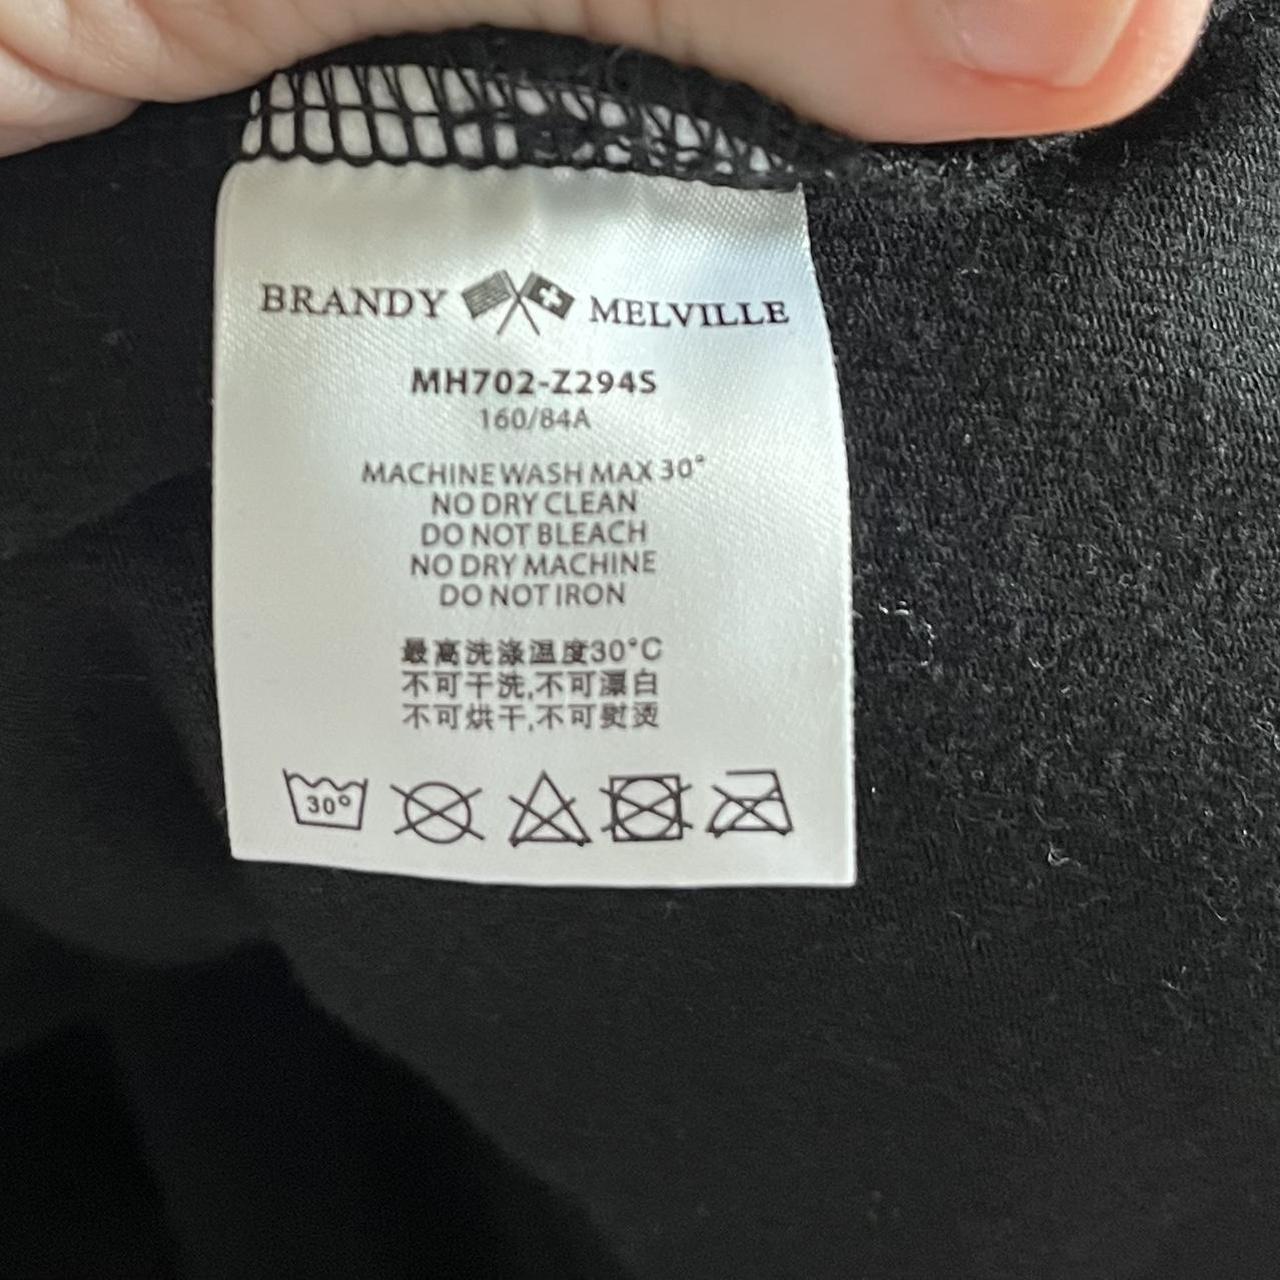 BRANDY MELVILLE
MH702-Z294S
160/84A
MACHINE WASH MAX 30°
NO DRY CLEAN
DO NOT BLEACH
NO DRY MACHINE
DO NOT IRON
最高洗涤温度30°C
不可干洗,不可漂白
不可烘干,不可熨烫
30°